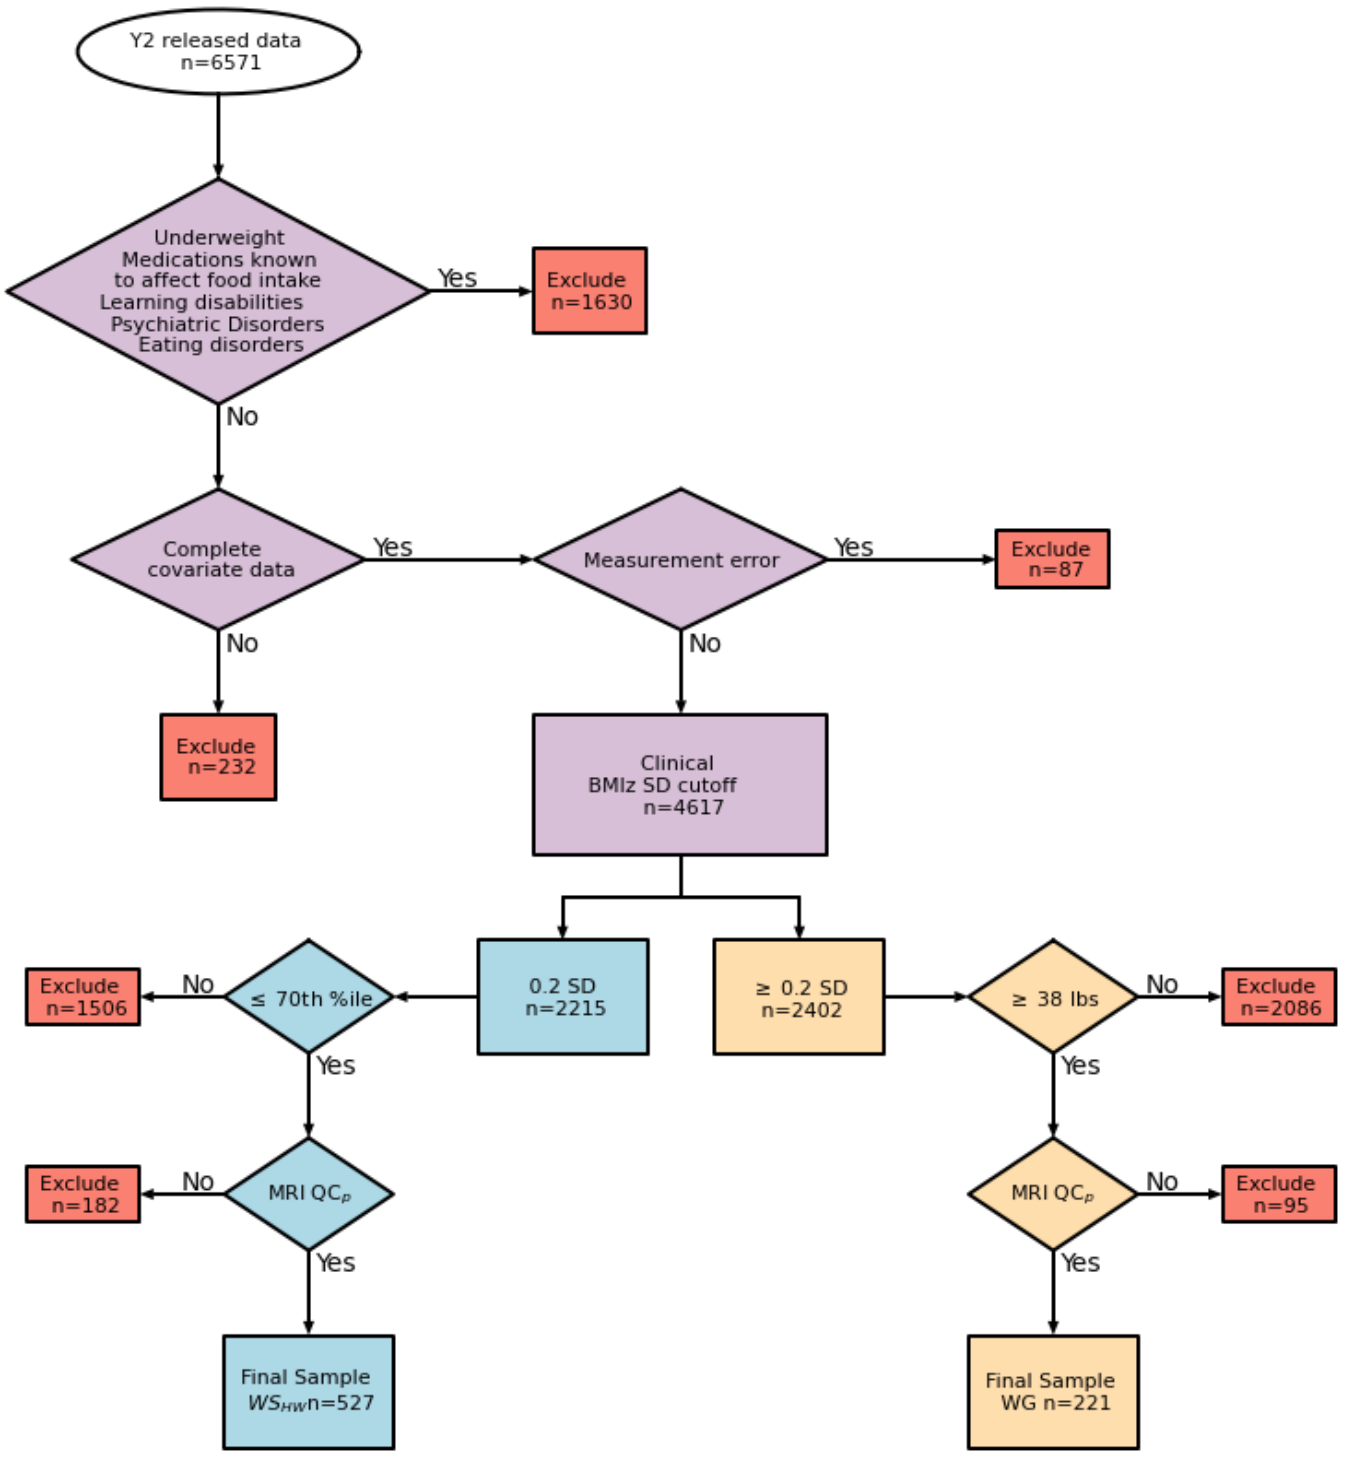 Y2 released data
n=6571
Underweight
Medications known
to affect food intake
Learning disabilities
Psychiatric Disorders
Eating disorders
Yes
Exclude
n=1630
No
Complete
covariate data
Yes
Measurement error
Yes
Exclude
n=87
No
No
Exclude
n=232
Clinical
BMIz SD cutoff
n=4617
Exclude
n=1506
No
≤ 70th %ile
0.2 SD
n=2215
≥ 0.2 SD
n=2402
≥ 38 lbs
No
Exclude
n=2086
Yes
Yes
Exclude
n=182
No
MRI QCp
MRI QCp
No
Exclude
n=95
Yes
Yes
Final Sample
WSHWn=527
Final Sample
WG n=221